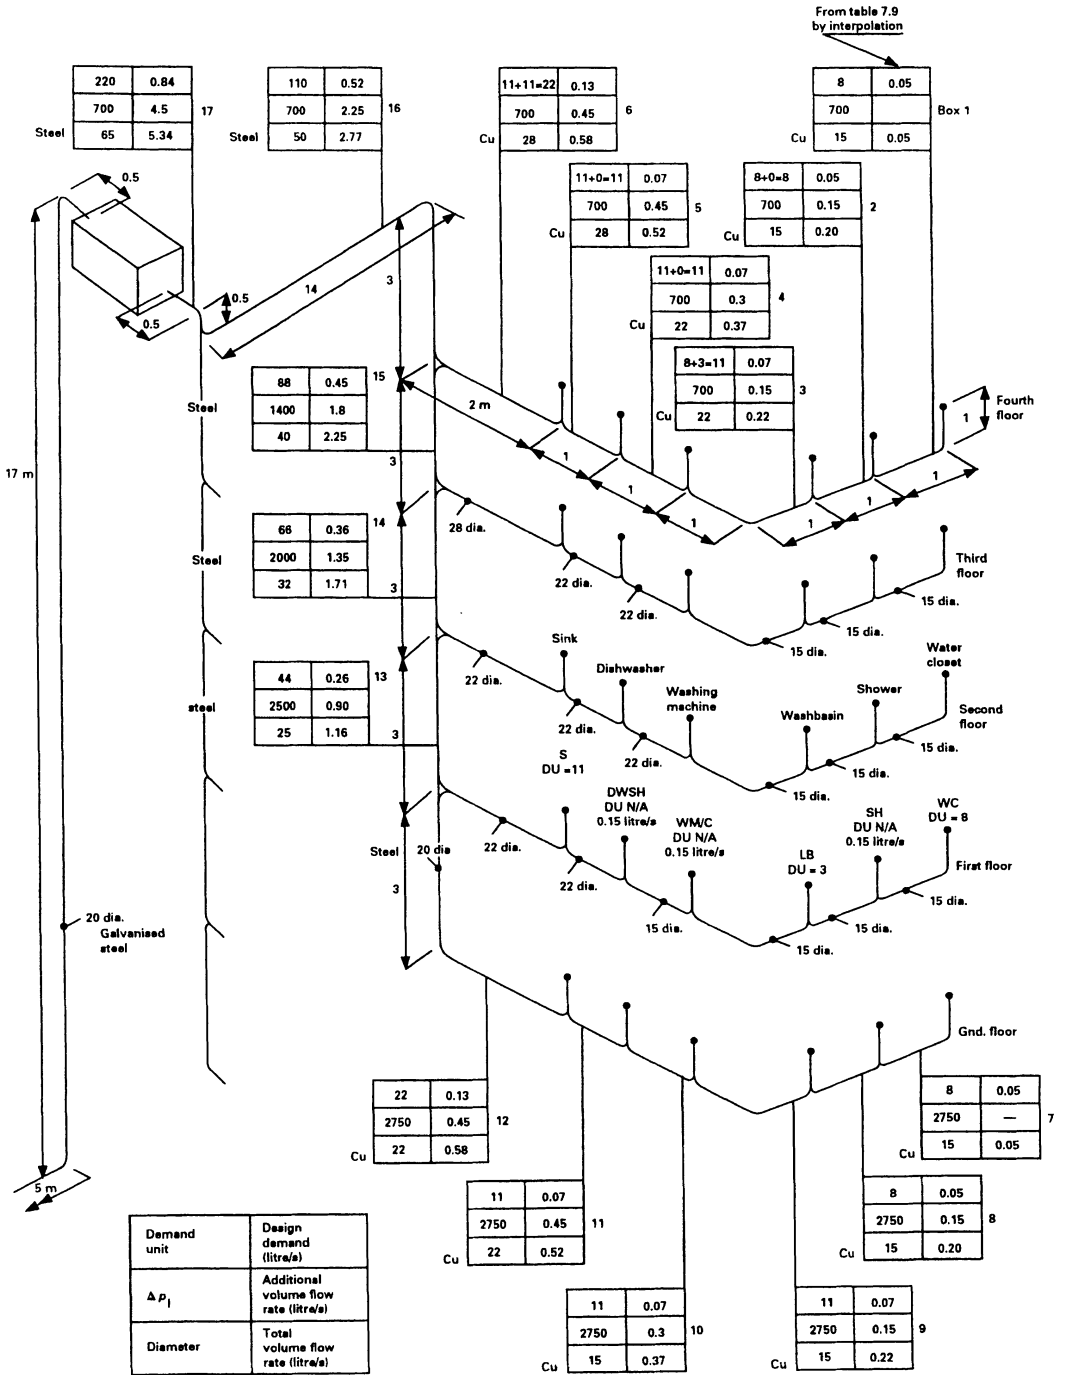 From table 7.9
by interpolation
220 0.84
700 4.5
Steel 65 5.34
17
110 0.52
700 2.25
Steel 50 2.77
16
11+11=22 0.13
700 0.45
Cu 28 0.58
6
8 0.05
700
Cu 15 0.05
Box 1
11+0=11 0.07
700 0.45
Cu 28 0.52
5
8+0=8 0.05
700 0.15
Cu 15 0.20
2
11+0=11 0.07
700 0.3
Cu 22 0.37
4
8+3=11 0.07
700 0.15
Cu 22 0.22
3
0.5
0.5
0.5
14
3
2 m
1
1
1
1
1
1
1
Fourth
floor
17 m
Steel
88 0.45
1400 1.8
40 2.25
15
3
28 dia.
22 dia.
22 dia.
15 dia.
15 dia.
15 dia.
Third
floor
Steel
66 0.36
2000 1.35
32 1.71
14
3
Sink
Dishwasher
Washing
machine
Washbasin
Shower
Water
closet
22 dia.
22 dia.
22 dia.
15 dia.
15 dia.
15 dia.
Second
floor
steel
44 0.26
2500 0.90
25 1.16
13
3
S
DU =11
DWSH
DU N/A
0.15 litre/s
WM/C
DU N/A
0.15 litre/s
LB
DU = 3
SH
DU N/A
0.15 litre/s
WC
DU = 8
Steel 20 dia
3
22 dia.
22 dia.
15 dia.
15 dia.
15 dia.
15 dia.
First floor
20 dia.
Galvanised
steel
Gnd. floor
22 0.13
2750 0.45
Cu 22 0.58
12
8 0.05
2750 —
Cu 15 0.05
7
5 m
11 0.07
2750 0.45
Cu 22 0.52
11
8 0.05
2750 0.15
Cu 15 0.20
8
11 0.07
2750 0.3
Cu 15 0.37
10
11 0.07
2750 0.15
Cu 15 0.22
9
Demand
unit
Design
demand
(litre/s)
Δ p l
Additional
volume flow
rate (litre/s)
Diameter
Total
volume flow
rate (litre/s)